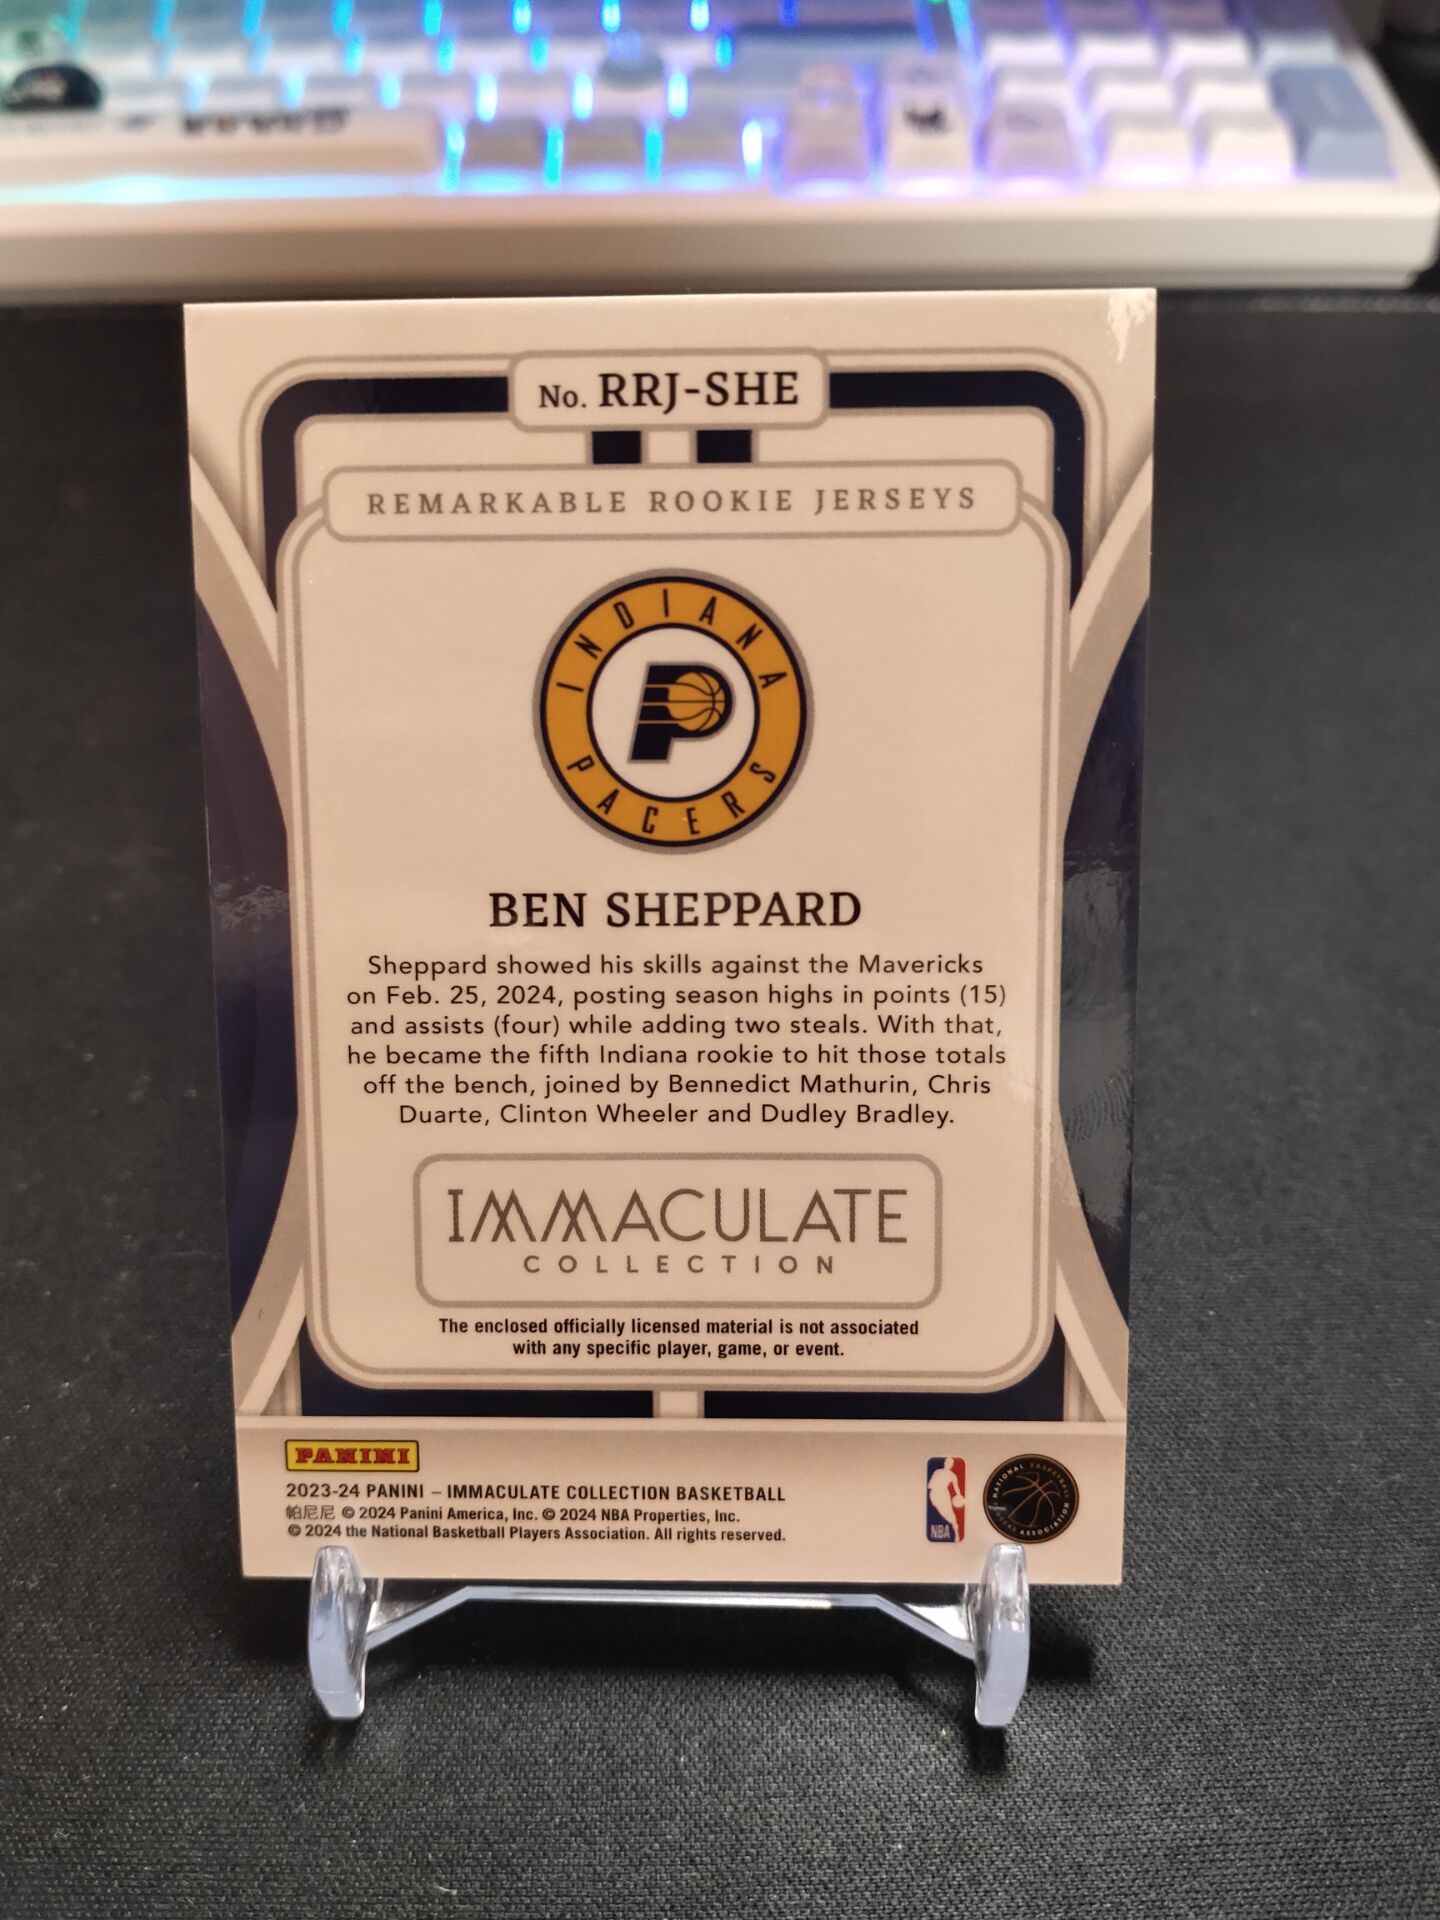 No. RRJ-SHE
REMARKABLE ROOKIE JERSEYS
INDIANA
P
PACERS
BEN SHEPPARD
Sheppard showed his skills against the Mavericks
on Feb. 25, 2024, posting season highs in points (15)
and assists (four) while adding two steals. With that,
he became the fifth Indiana rookie to hit those totals
off the bench, joined by Bennedict Mathurin, Chris
Duarte, Clinton Wheeler and Dudley Bradley.
IMMACULATE
COLLECTION
The enclosed officially licensed material is not associated
with any specific player, game, or event.
PANINI
2023-24 PANINI – IMMACULATE COLLECTION BASKETBALL
帕尼尼 © 2024 Panini America, Inc. © 2024 NBA Properties, Inc.
© 2024 the National Basketball Players Association. All rights reserved.
NBA
NATIONAL BASKETBALL
PLAYERS ASSOCIATION